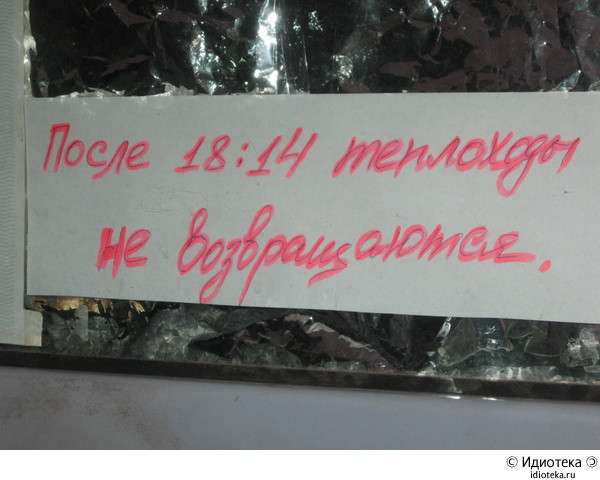 После 18:14 теплоходы
не возвращаются.
© Идиотека
idioteka.ru